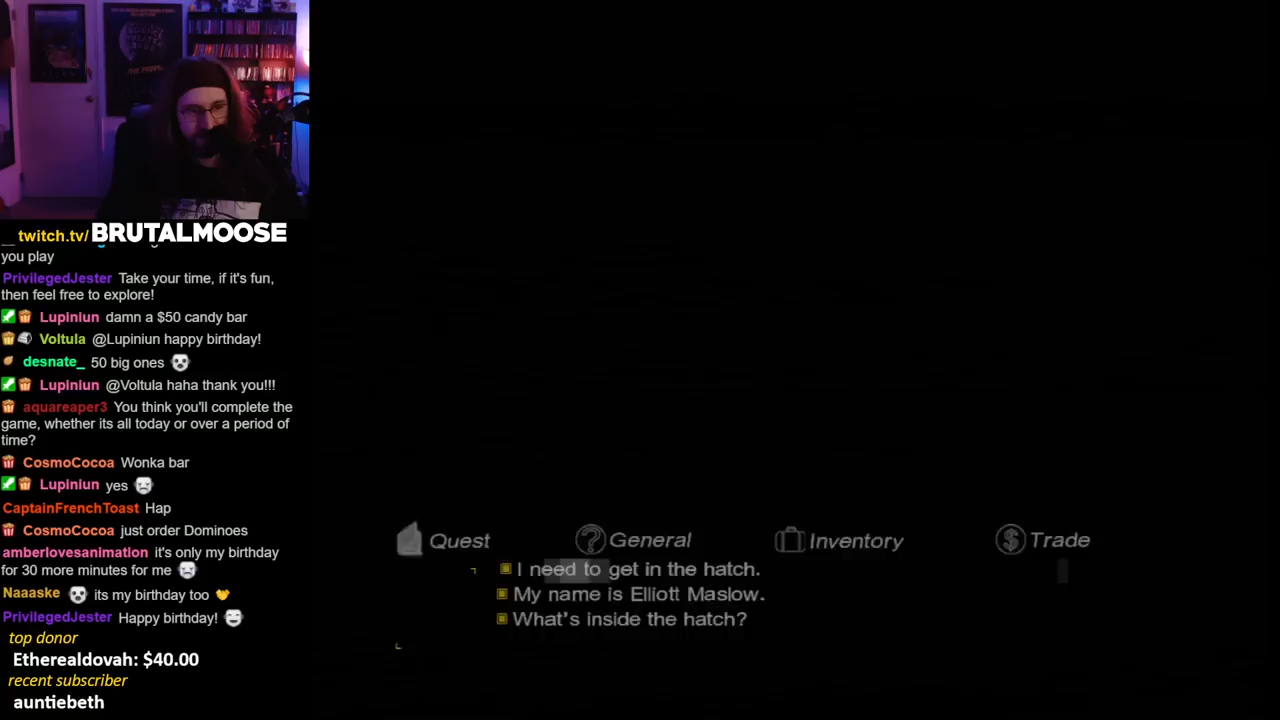 twitch.tv/BRUTALMOOSE
you play
PrivilegedJester Take your time, if it's fun,
then feel free to explore!
Lupiniun damn a $50 candy bar
Voltula @Lupiniun happy birthday!
desnate_ 50 big ones
Lupiniun @Voltula haha thank you!!!
aquareaper3 You think you'll complete the
game, whether its all today or over a period of
time?
CosmoCocoa Wonka bar
Lupiniun yes
CaptainFrenchToast Hap
CosmoCocoa just order Dominoes
amberlovesanimation it's only my birthday
for 30 more minutes for me
Naaaske its my birthday too
PrivilegedJester Happy birthday!
top donor
Etherealdovah: $40.00
recent subscriber
auntiebeth
Quest General Inventory Trade
I need to get in the hatch.
My name is Elliott Maslow.
What's inside the hatch?